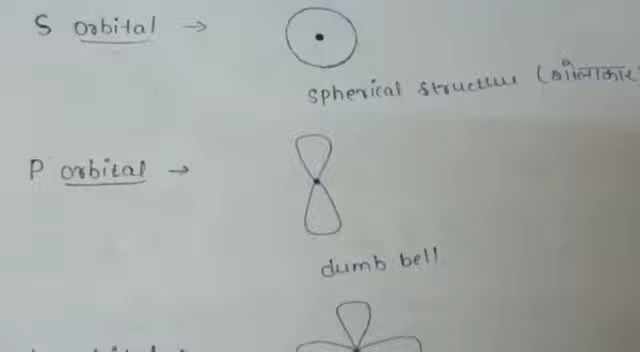 S orbital →
spherical structure (गोलाकार)
P orbital →
dumb bell